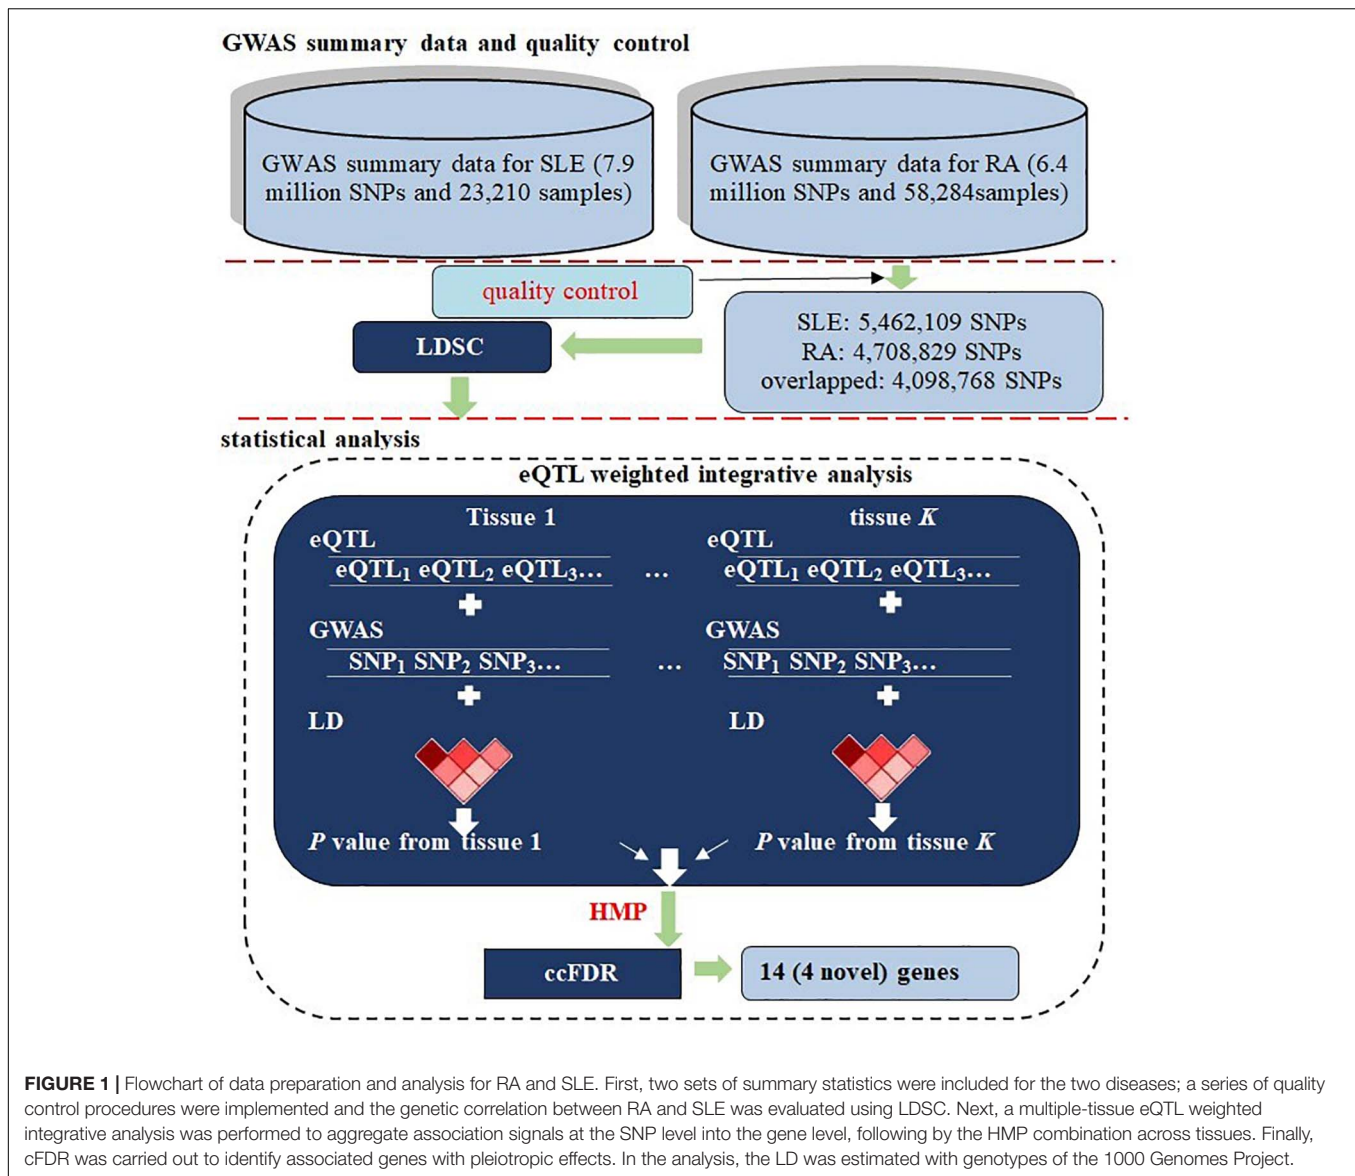 GWAS summary data and quality control
GWAS summary data for SLE (7.9
million SNPs and 23,210 samples)
GWAS summary data for RA (6.4
million SNPs and 58,284samples)
quality control
SLE: 5,462,109 SNPs
RA: 4,708,829 SNPs
overlapped: 4,098,768 SNPs
LDSC
statistical analysis
eQTL weighted integrative analysis
Tissue 1
tissue K
eQTL
eQTL
eQTL₁ eQTL₂ eQTL₃...
...
eQTL₁ eQTL₂ eQTL₃...
GWAS
GWAS
SNP₁ SNP₂ SNP₃...
...
SNP₁ SNP₂ SNP₃...
LD
LD
P value from tissue 1
P value from tissue K
HMP
ccFDR
14 (4 novel) genes
FIGURE 1 | Flowchart of data preparation and analysis for RA and SLE. First, two sets of summary statistics were included for the two diseases; a series of quality
control procedures were implemented and the genetic correlation between RA and SLE was evaluated using LDSC. Next, a multiple-tissue eQTL weighted
integrative analysis was performed to aggregate association signals at the SNP level into the gene level, following by the HMP combination across tissues. Finally,
cFDR was carried out to identify associated genes with pleiotropic effects. In the analysis, the LD was estimated with genotypes of the 1000 Genomes Project.